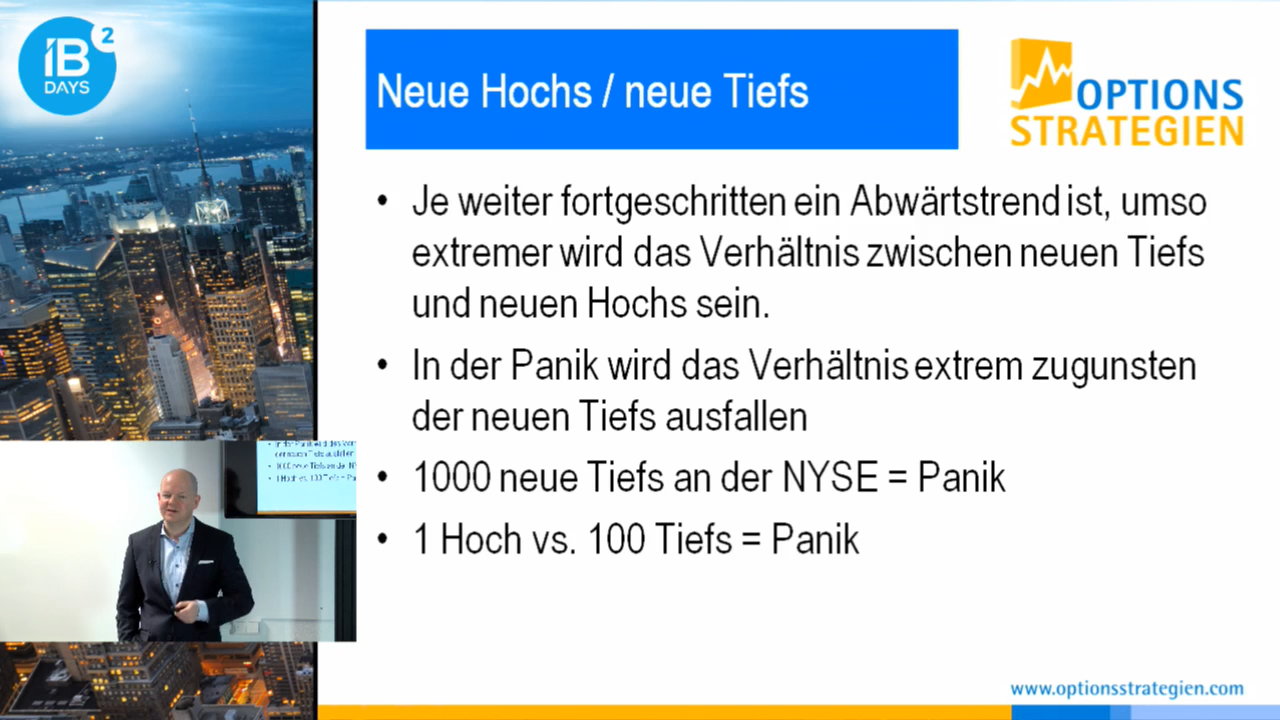 IB 2
DAYS
Neue Hochs / neue Tiefs
OPTIONS
STRATEGIEN
• Je weiter fortgeschritten ein Abwärtstrend ist, umso
extremer wird das Verhältnis zwischen neuen Tiefs
und neuen Hochs sein.
• In der Panik wird das Verhältnis extrem zugunsten
der neuen Tiefs ausfallen
• 1000 neue Tiefs an der NYSE = Panik
• 1 Hoch vs. 100 Tiefs = Panik
www.optionsstrategien.com